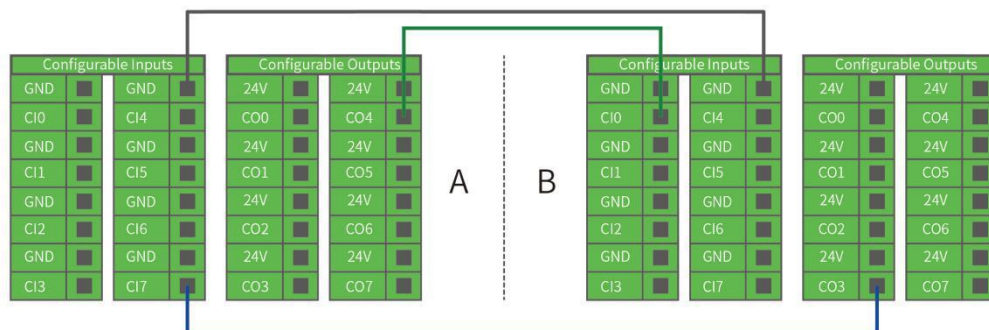 Configurable Inputs Configurable Outputs Configurable Inputs Configurable Outputs
GND GND 24V 24V GND GND 24V 24V
CI0 CI4 CO0 CO4 CI0 CI4 CO0 CO4
GND GND 24V 24V GND GND 24V 24V
CI1 CI5 CO1 CO5 A B CI1 CI5 CO1 CO5
GND GND 24V 24V GND GND 24V 24V
CI2 CI6 CO2 CO6 CI2 CI6 CO2 CO6
GND GND 24V 24V GND GND 24V 24V
CI3 CI7 CO3 CO7 CI3 CI7 CO3 CO7